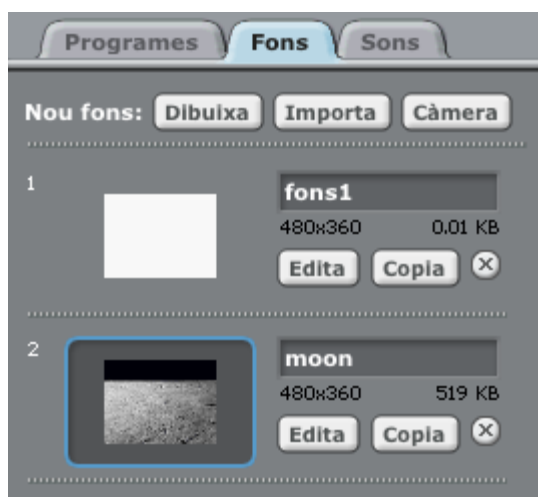 Programes Fons Sons
Nou fons: Dibuixa Importa Càmera
1
fons1
480x360 0.01 KB
Edita Copia
2
moon
480x360 519 KB
Edita Copia